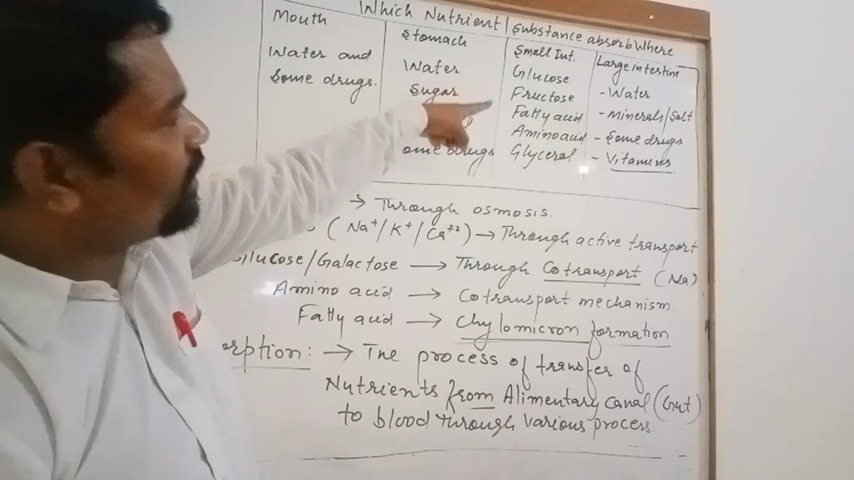 Which Nutrient/Substance absorb Where
Mouth
Water and
Some drugs.
Stomach
Water
Sugar
ome drugs
Small Int.
Glucose
Fructose
Fatty acid
Amino acid
Glycerol
Large intestine
- Water
- Minerals/Salt
- Some drugs
- Vitamins
→ Through osmosis.
(Na+/K+/Ca+2) → Through active transport
Glucose/Galactose → Through Cotransport (Na)
Amino acid → Cotransport mechanism
Fatty acid → Chylomicron formation
orption: → The process of transfer of
Nutrients from Alimentary canal (Gut)
to blood through various process